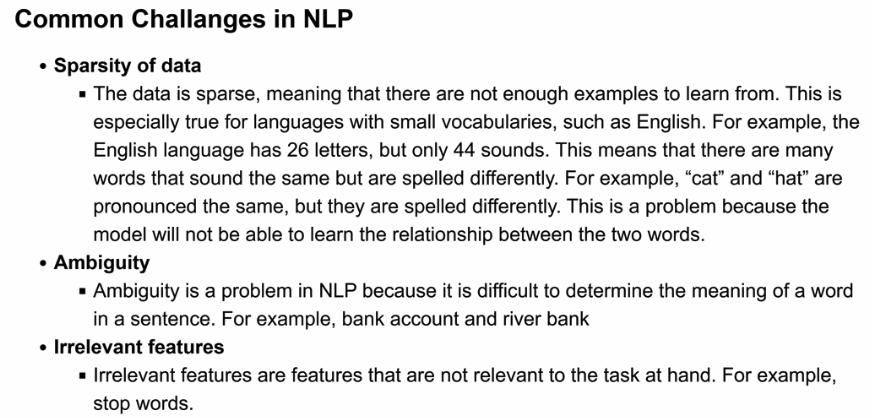 Common Challanges in NLP
• Sparsity of data
▪ The data is sparse, meaning that there are not enough examples to learn from. This is
especially true for languages with small vocabularies, such as English. For example, the
English language has 26 letters, but only 44 sounds. This means that there are many
words that sound the same but are spelled differently. For example, “cat” and “hat” are
pronounced the same, but they are spelled differently. This is a problem because the
model will not be able to learn the relationship between the two words.
• Ambiguity
▪ Ambiguity is a problem in NLP because it is difficult to determine the meaning of a word
in a sentence. For example, bank account and river bank
• Irrelevant features
▪ Irrelevant features are features that are not relevant to the task at hand. For example,
stop words.